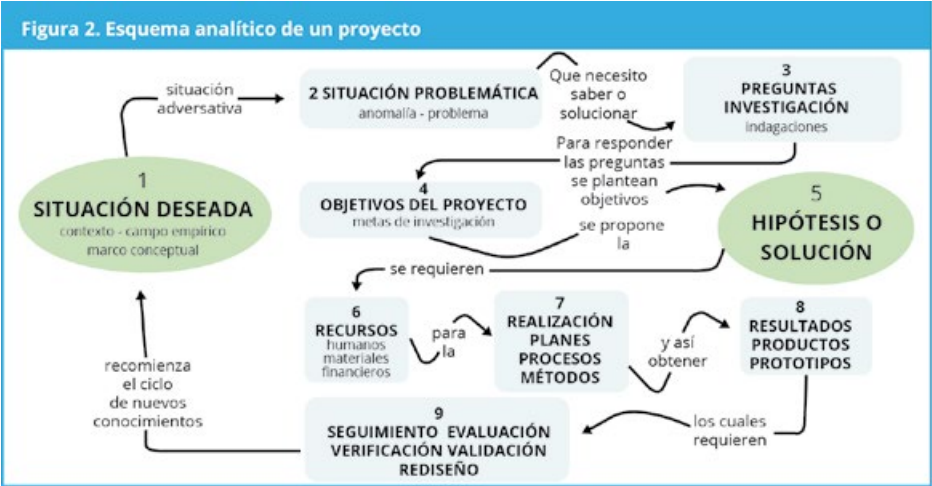 Figura 2. Esquema analítico de un proyecto
1
SITUACIÓN DESEADA
contexto - campo empírico
marco conceptual
situación
adversativa
2 SITUACIÓN PROBLEMÁTICA
anomalía - problema
Que necesito
saber o
solucionar
3
PREGUNTAS
INVESTIGACIÓN
indagaciones
Para responder
las preguntas
se plantean
objetivos
4
OBJETIVOS DEL PROYECTO
metas de investigación
se propone
la
5
HIPÓTESIS O
SOLUCIÓN
se requieren
6
RECURSOS
humanos
materiales
financieros
para
la
7
REALIZACIÓN
PLANES
PROCESOS
MÉTODOS
y así
obtener
8
RESULTADOS
PRODUCTOS
PROTOTIPOS
los cuales
requieren
9
SEGUIMIENTO EVALUACIÓN
VERIFICACIÓN VALIDACIÓN
REDISEÑO
recomienza
el ciclo
de nuevos
conocimientos